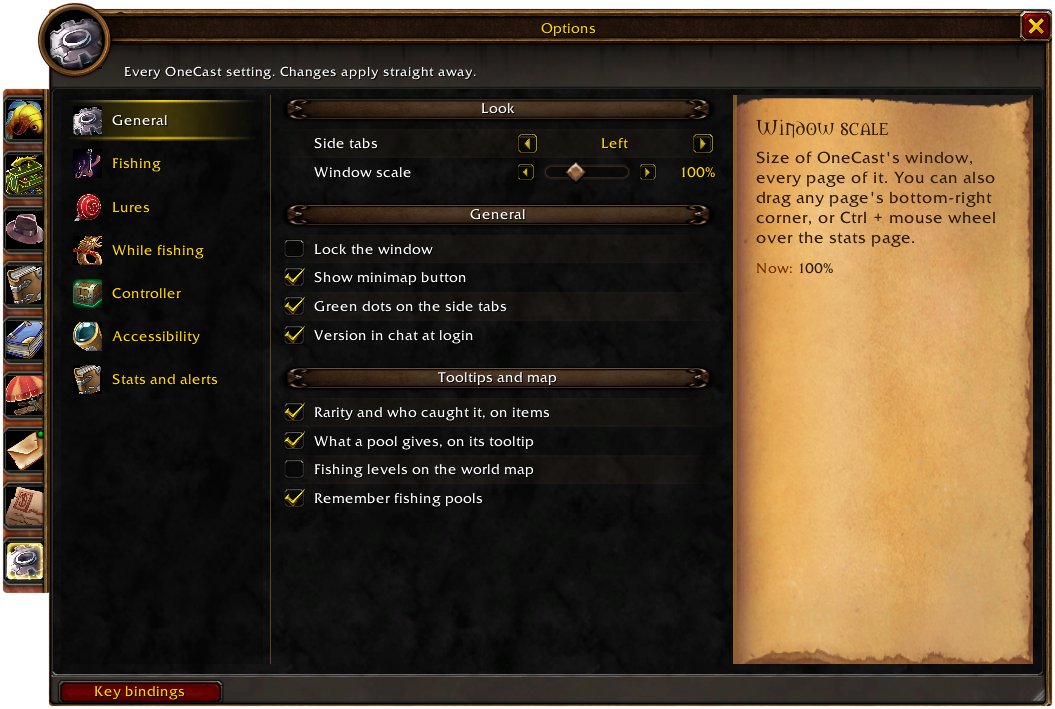 Options
Every OneCast setting. Changes apply straight away.
General
Fishing
Lures
While fishing
Controller
Accessibility
Stats and alerts
Look
Side tabs
Left
Window scale
100%
General
Lock the window
Show minimap button
Green dots on the side tabs
Version in chat at login
Tooltips and map
Rarity and who caught it, on items
What a pool gives, on its tooltip
Fishing levels on the world map
Remember fishing pools
Window scale
Size of OneCast's window,
every page of it. You can also
drag any page's bottom-right
corner, or Ctrl + mouse wheel
over the stats page.
Now: 100%
Key bindings